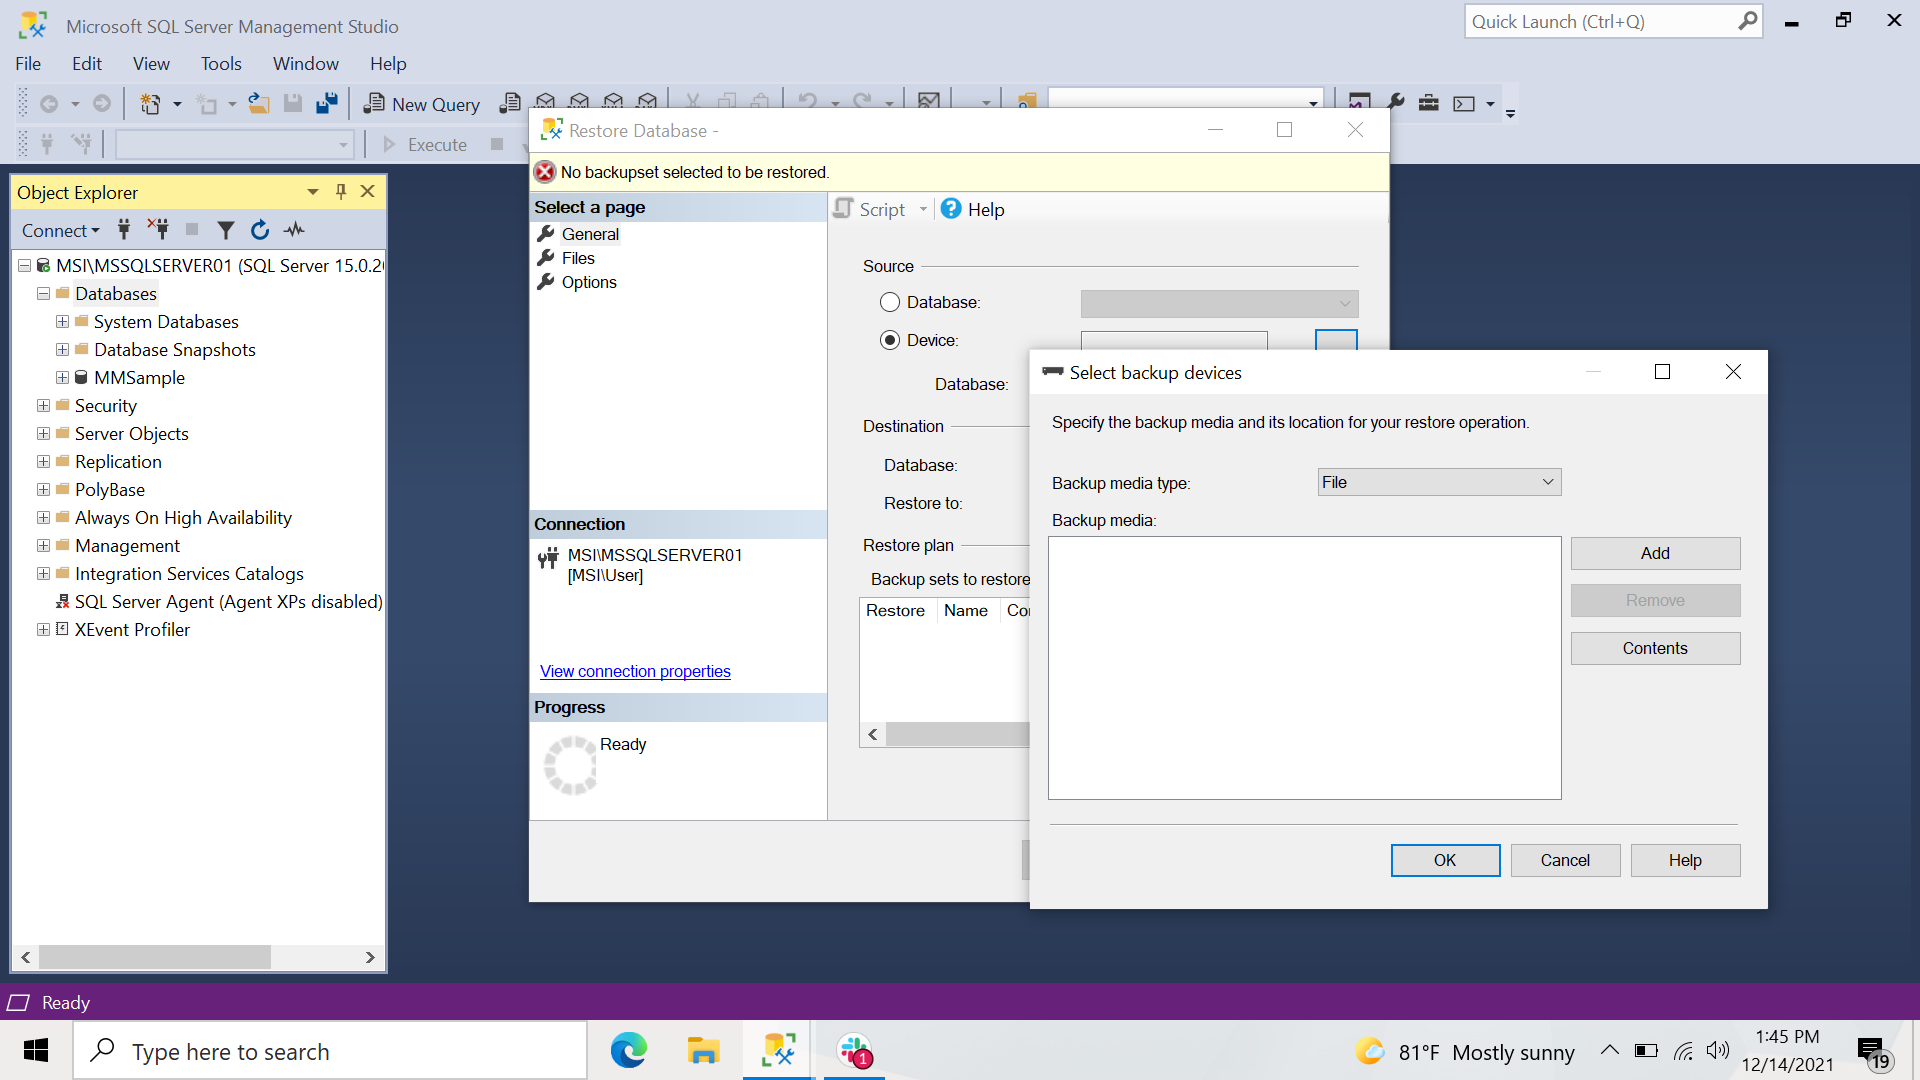 Microsoft SQL Server Management Studio
Quick Launch (Ctrl+Q)
File Edit View Tools Window Help
New Query
Execute
Object Explorer
Connect
MSI\MSSQLSERVER01 (SQL Server 15.0.2
Databases
System Databases
Database Snapshots
MMSample
Security
Server Objects
Replication
PolyBase
Always On High Availability
Management
Integration Services Catalogs
SQL Server Agent (Agent XPs disabled)
XEvent Profiler
Restore Database -
No backupset selected to be restored.
Select a page
General
Files
Options
Connection
MSI\MSSQLSERVER01
[MSI\User]
View connection properties
Progress
Ready
Script Help
Source
Database:
Device:
Database:
Destination
Database:
Restore to:
Restore plan
Backup sets to restore
Restore Name Co
Select backup devices
Specify the backup media and its location for your restore operation.
Backup media type: File
Backup media:
Add
Remove
Contents
OK Cancel Help
Ready
Type here to search
1
81°F Mostly sunny
1:45 PM
12/14/2021
19